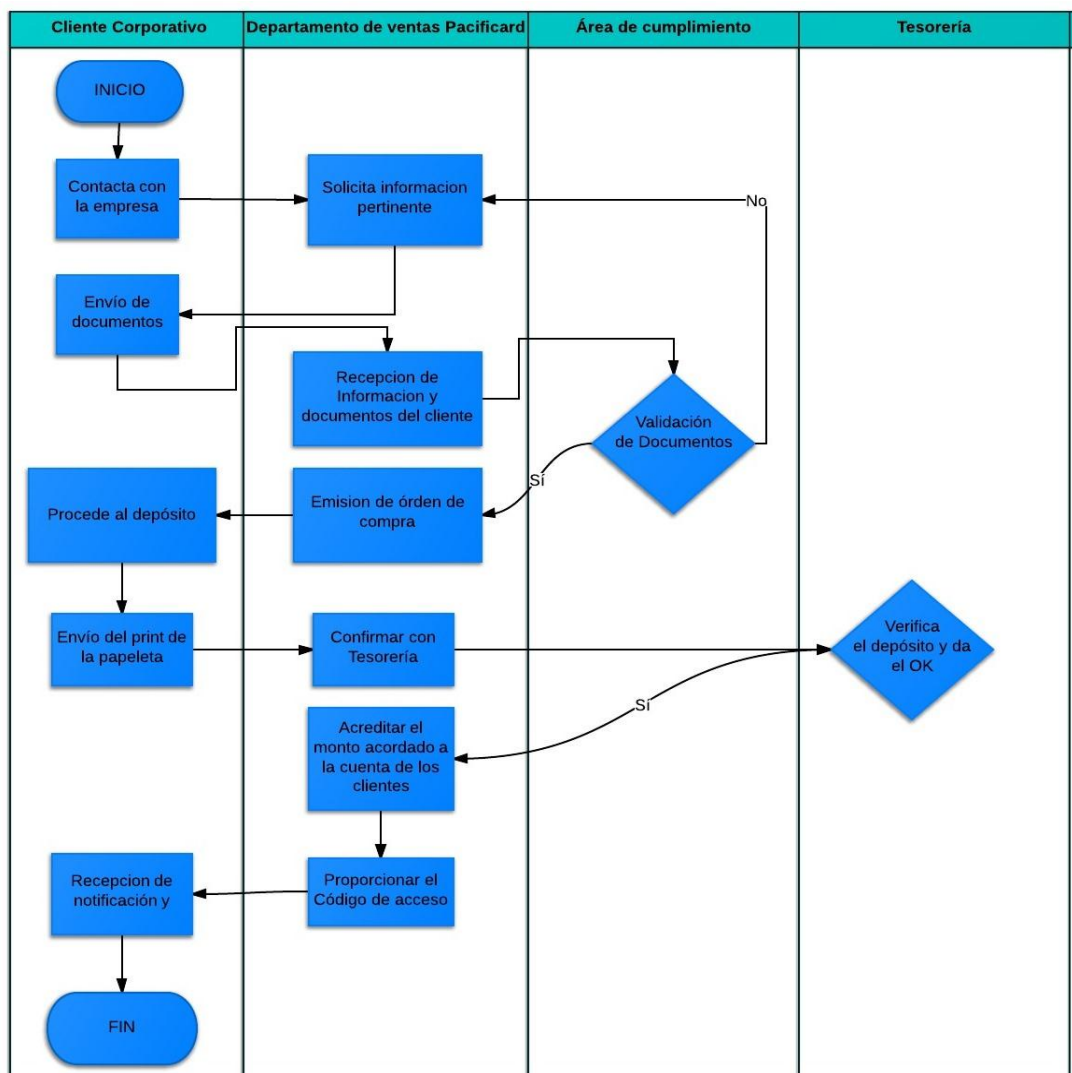 Cliente Corporativo
Departamento de ventas Pacificard
Área de cumplimiento
Tesorería
INICIO
Contacta con
la empresa
Solicita informacion
pertinente
No
Envío de
documentos
Recepcion de
Informacion y
documentos del cliente
Validación
de Documentos
Sí
Emision de órden de
compra
Procede al depósito
Envío del print de
la papeleta
Confirmar con
Tesorería
Verifica
el depósito y da
el OK
Sí
Acreditar el
monto acordado a
la cuenta de los
clientes
Proporcionar el
Código de acceso
Recepcion de
notificación y
FIN